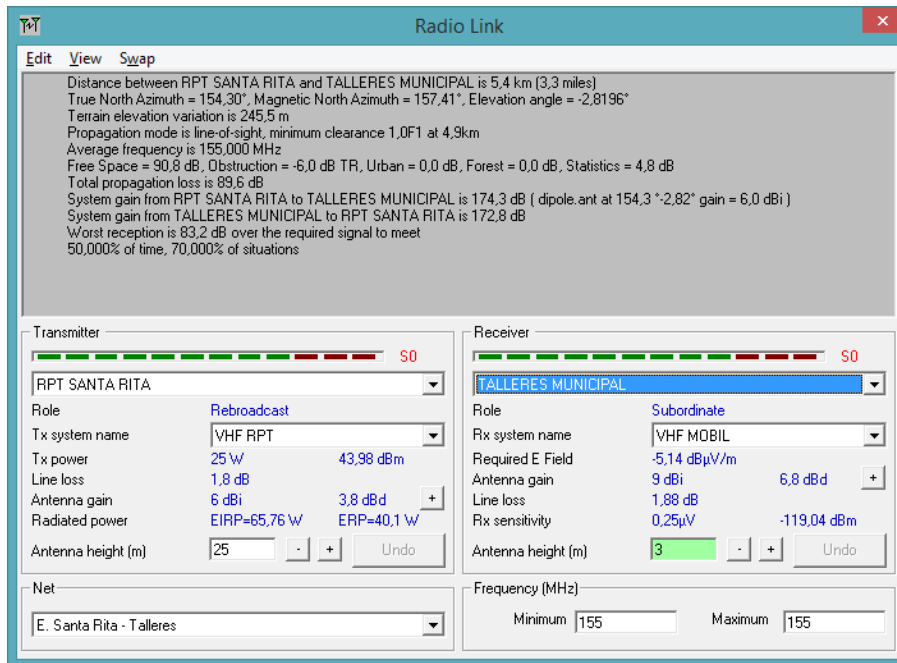 Radio Link
Edit View Swap
Distance between RPT SANTA RITA and TALLERES MUNICIPAL is 5,4 km (3,3 miles)
True North Azimuth = 154,30°, Magnetic North Azimuth = 157,41°, Elevation angle = -2,8196°
Terrain elevation variation is 245,5 m
Propagation mode is line-of-sight, minimum clearance 1,0F1 at 4,9km
Average frequency is 155,000 MHz
Free Space = 90,8 dB, Obstruction = -6,0 dB TR, Urban = 0,0 dB, Forest = 0,0 dB, Statistics = 4,8 dB
Total propagation loss is 89,6 dB
System gain from RPT SANTA RITA to TALLERES MUNICIPAL is 174,3 dB ( dipole.ant at 154,3 °-2,82° gain = 6,0 dBi )
System gain from TALLERES MUNICIPAL to RPT SANTA RITA is 172,8 dB
Worst reception is 83,2 dB over the required signal to meet
50,000% of time, 70,000% of situations
Transmitter
S0
RPT SANTA RITA
Role Rebroadcast
Tx system name VHF RPT
Tx power 25 W 43,98 dBm
Line loss 1,8 dB
Antenna gain 6 dBi 3,8 dBd +
Radiated power EIRP=65,76 W ERP=40,1 W
Antenna height (m) 25 - + Undo
Net
E. Santa Rita - Talleres
Receiver
S0
TALLERES MUNICIPAL
Role Subordinate
Rx system name VHF MOBIL
Required E Field -5,14 dBµV/m
Antenna gain 9 dBi 6,8 dBd +
Line loss 1,88 dB
Rx sensitivity 0,25µV -119,04 dBm
Antenna height (m) 3 - + Undo
Frequency (MHz)
Minimum 155 Maximum 155